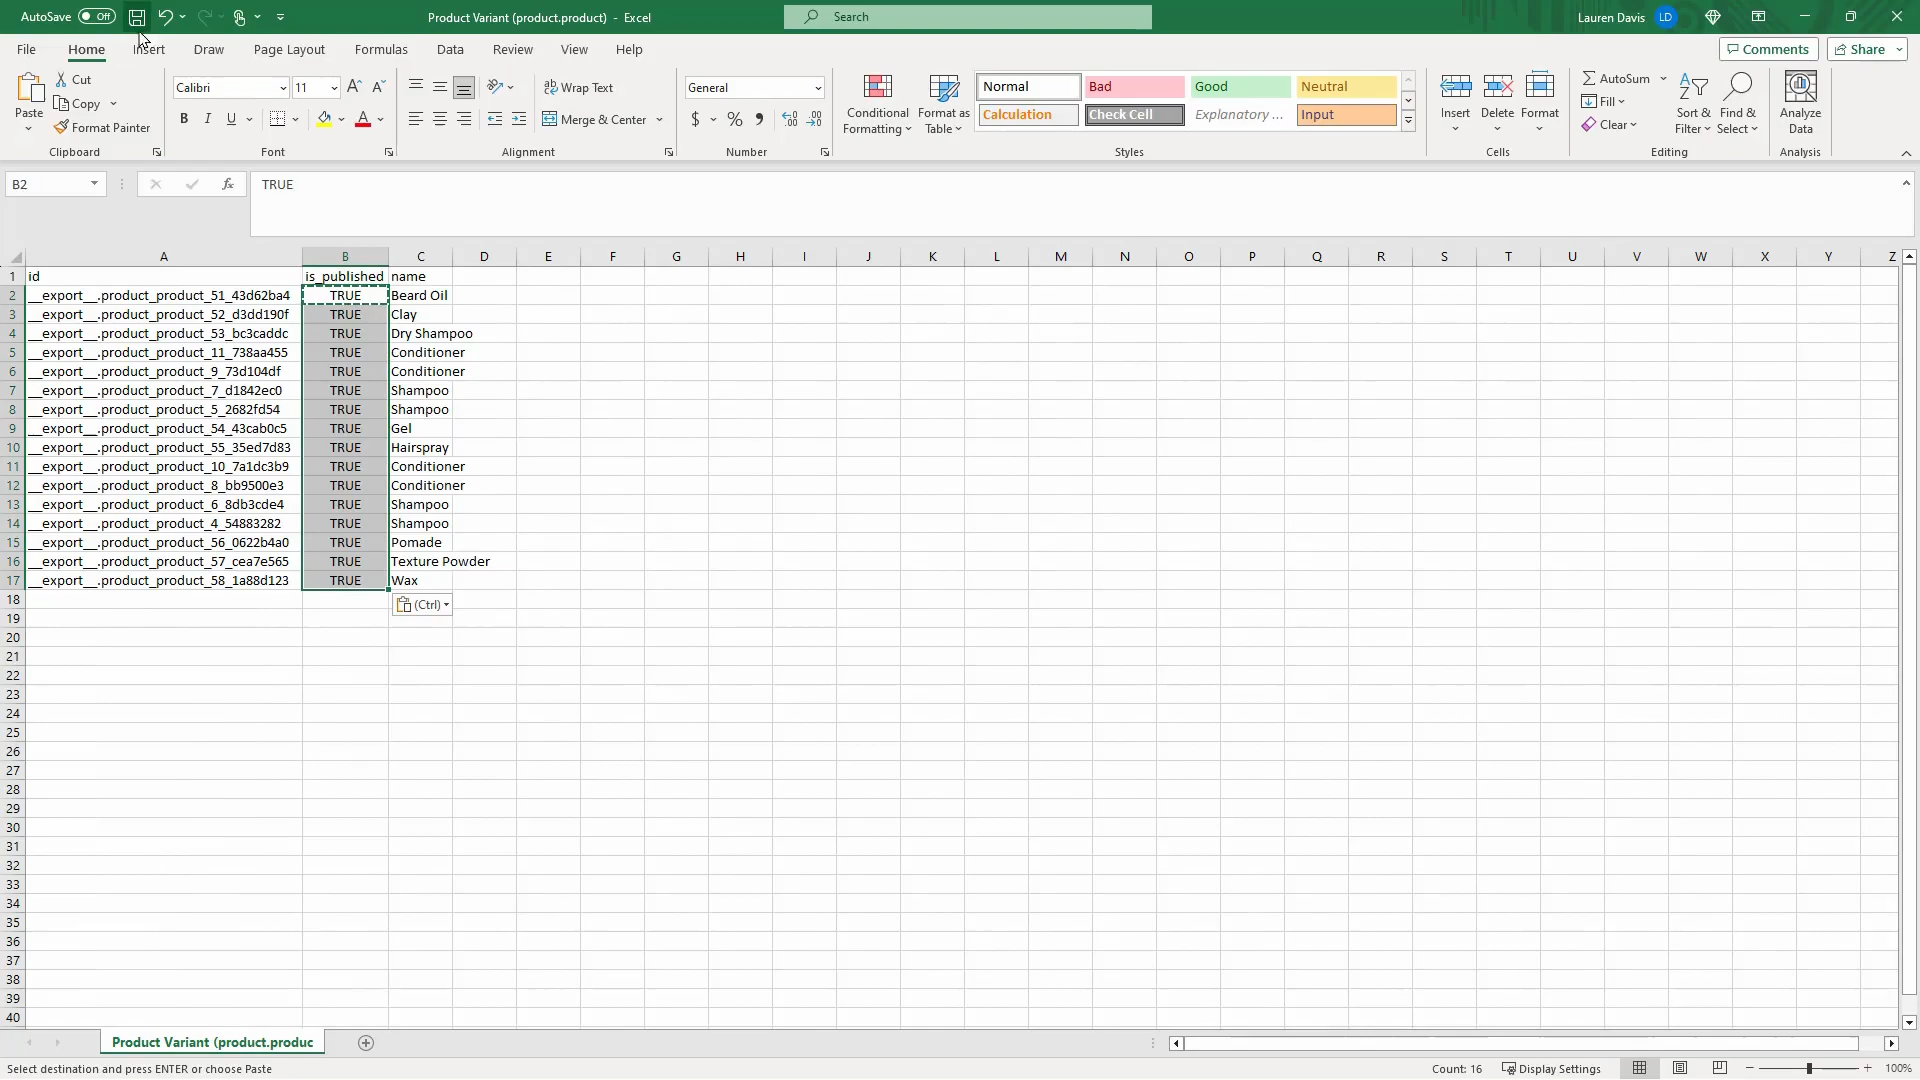 AutoSave Off Product Variant (product.product) - Excel Search Lauren Davis LD
File Home Insert Draw Page Layout Formulas Data Review View Help Comments Share
Paste Cut Copy Format Painter Clipboard
Calibri 11 A A B I U A Font
Wrap Text Merge & Center Alignment
General $ % Number
Conditional Formatting Format as Table
Normal Bad Good Neutral
Calculation Check Cell Explanatory ... Input
Styles
Insert Delete Format Cells
AutoSum Fill Clear Sort & Filter Find & Select Editing
Analyze Data Analysis
B2 fx TRUE
A B C D E F G H I J K L M N O P Q R S T U V W X Y Z
1 id is_published name
2 __export__.product_product_51_43d62ba4 TRUE Beard Oil
3 __export__.product_product_52_d3dd190f TRUE Clay
4 __export__.product_product_53_bc3caddc TRUE Dry Shampoo
5 __export__.product_product_11_738aa455 TRUE Conditioner
6 __export__.product_product_9_73d104df TRUE Conditioner
7 __export__.product_product_7_d1842ec0 TRUE Shampoo
8 __export__.product_product_5_2682fd54 TRUE Shampoo
9 __export__.product_product_54_43cab0c5 TRUE Gel
10 __export__.product_product_55_35ed7d83 TRUE Hairspray
11 __export__.product_product_10_7a1dc3b9 TRUE Conditioner
12 __export__.product_product_8_bb9500e3 TRUE Conditioner
13 __export__.product_product_6_8db3cde4 TRUE Shampoo
14 __export__.product_product_4_54883282 TRUE Shampoo
15 __export__.product_product_56_0622b4a0 TRUE Pomade
16 __export__.product_product_57_cea7e565 TRUE Texture Powder
17 __export__.product_product_58_1a88d123 TRUE Wax
18 (Ctrl)
19
20
21
22
23
24
25
26
27
28
29
30
31
32
33
34
35
36
37
38
39
40
Product Variant (product.produc
Select destination and press ENTER or choose Paste Count: 16 Display Settings 100%